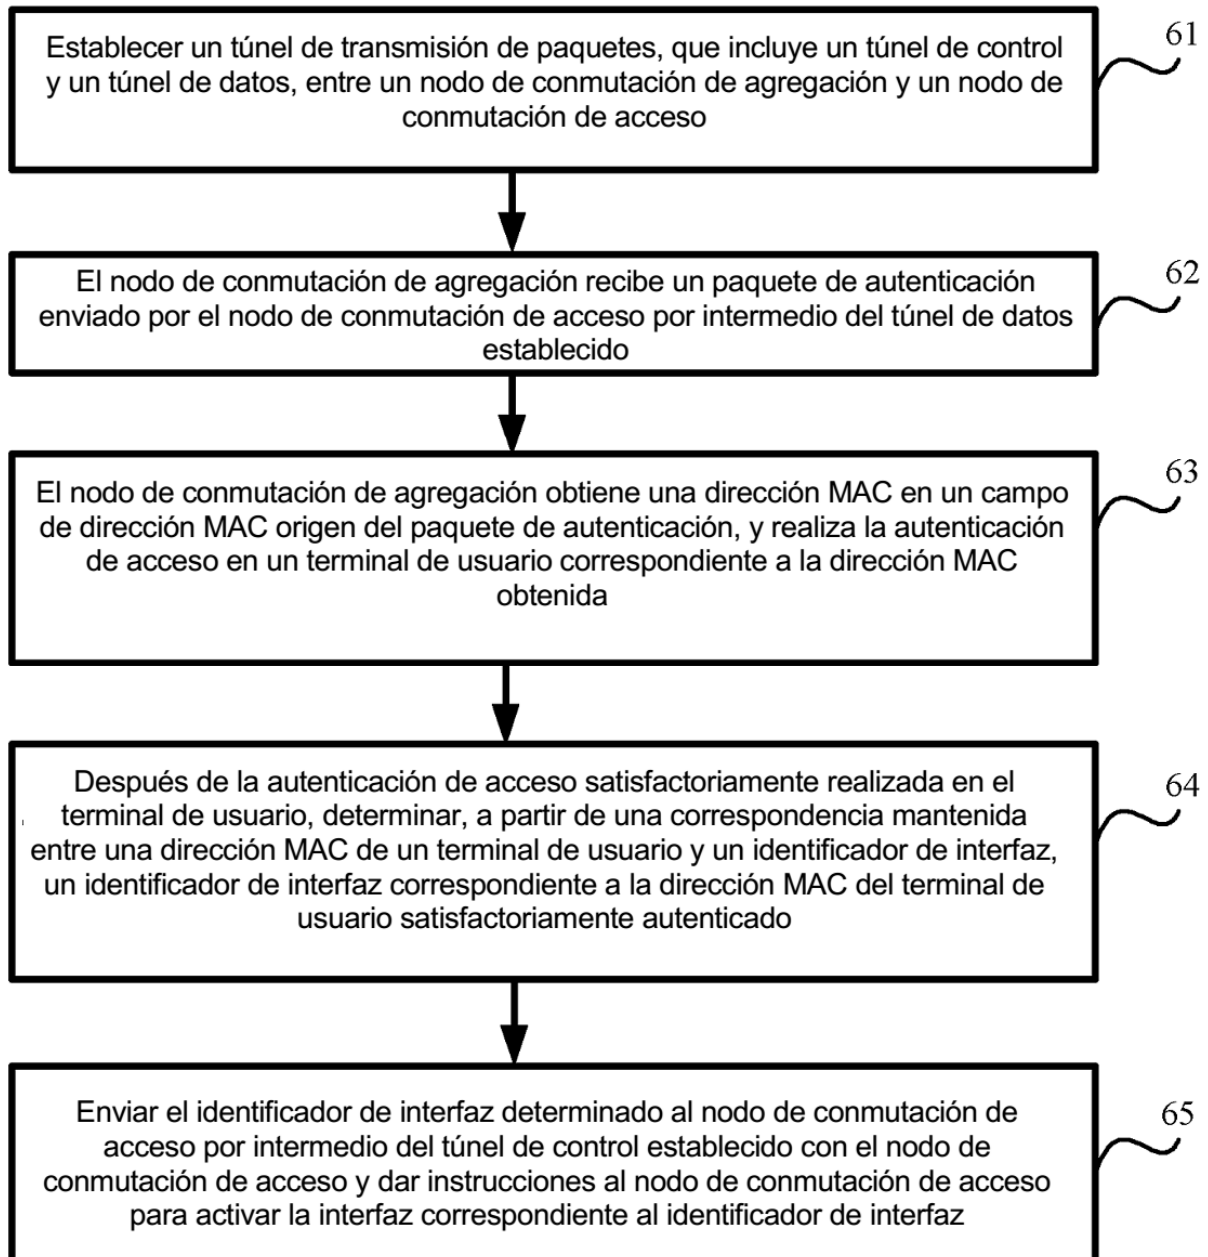 Establecer un túnel de transmisión de paquetes, que incluye un túnel de control
y un túnel de datos, entre un nodo de conmutación de agregación y un nodo de
conmutación de acceso
61
El nodo de conmutación de agregación recibe un paquete de autenticación
enviado por el nodo de conmutación de acceso por intermedio del túnel de datos
establecido
62
El nodo de conmutación de agregación obtiene una dirección MAC en un campo
de dirección MAC origen del paquete de autenticación, y realiza la autenticación
de acceso en un terminal de usuario correspondiente a la dirección MAC
obtenida
63
Después de la autenticación de acceso satisfactoriamente realizada en el
terminal de usuario, determinar, a partir de una correspondencia mantenida
entre una dirección MAC de un terminal de usuario y un identificador de interfaz,
un identificador de interfaz correspondiente a la dirección MAC del terminal de
usuario satisfactoriamente autenticado
64
Enviar el identificador de interfaz determinado al nodo de conmutación de
acceso por intermedio del túnel de control establecido con el nodo de
conmutación de acceso y dar instrucciones al nodo de conmutación de acceso
para activar la interfaz correspondiente al identificador de interfaz
65